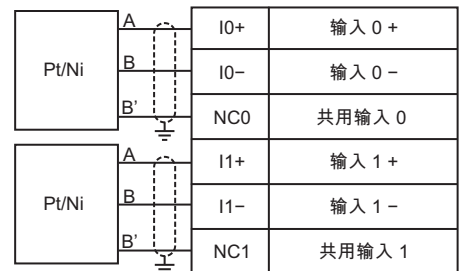 A I0+ 输入 0 +
Pt/Ni B I0− 输入 0 −
B' NC0 共用输入 0
A I1+ 输入 1 +
Pt/Ni B I1− 输入 1 −
B' NC1 共用输入 1